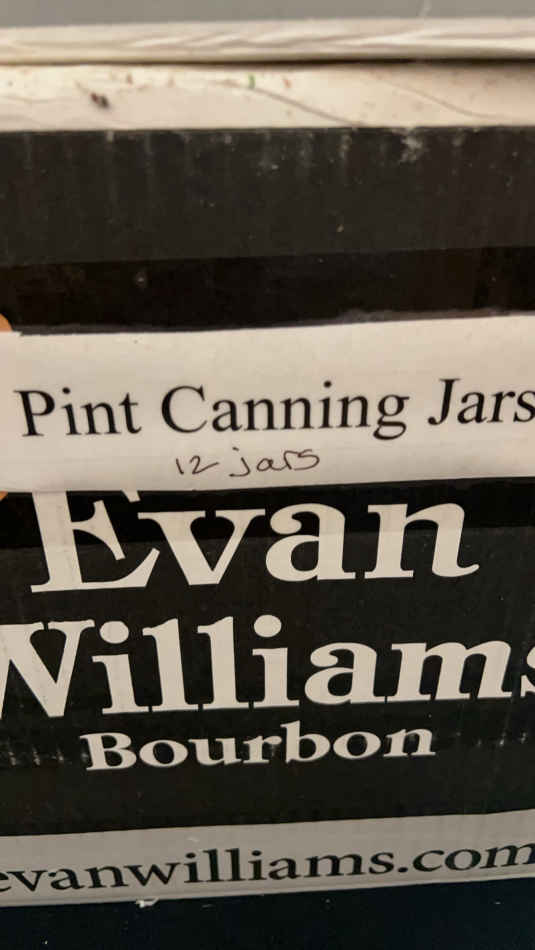 Pint Canning Jars
12 jars
Evan
Williams
Bourbon
evanwilliams.com